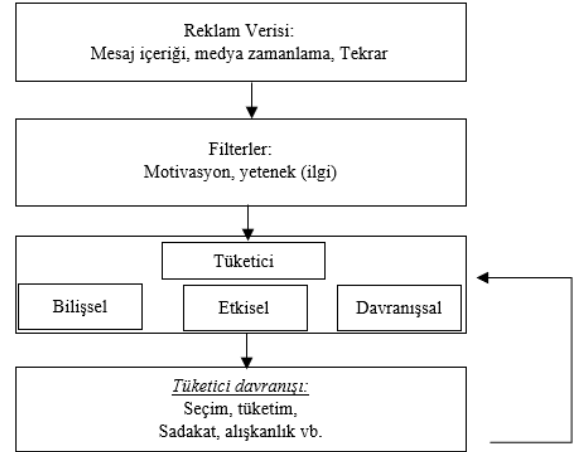 Reklam Verisi:
Mesaj içeriği, medya zamanlama, Tekrar
Filterler:
Motivasyon, yetenek (ilgi)
Tüketici
Bilişsel
Etkisel
Davranışsal
Tüketici davranışı:
Seçim, tüketim,
Sadakat, alışkanlık vb.